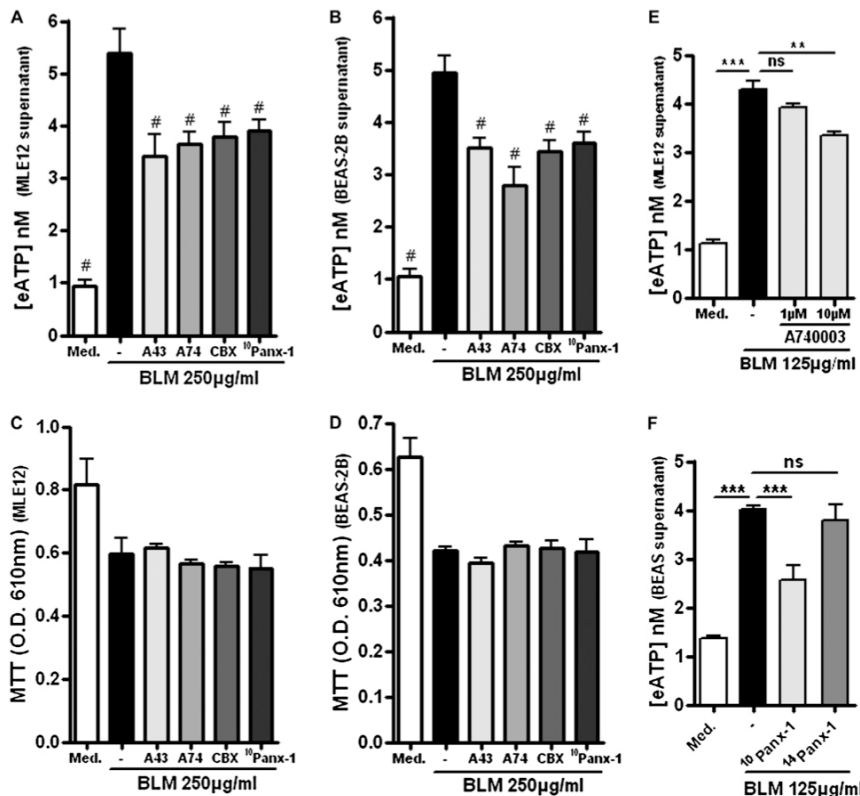 A
[eATP] nM (MLE12 supernatant)
6
5
4
3
2
1
0
#
#
#
#
#
Med.
-
A43
A74
CBX
¹⁰Panx-1
BLM 250µg/ml
B
[eATP] nM (BEAS-2B supernatant)
6
5
4
3
2
1
0
#
#
#
#
#
Med.
-
A43
A74
CBX
¹⁰Panx-1
BLM 250µg/ml
E
[eATP] nM (MLE12 supernatant)
5
4
3
2
1
0
**
***
ns
Med.
-
1µM
10µM
A740003
BLM 125µg/ml
C
MTT (O.D. 610nm) (MLE12)
1.0
0.8
0.6
0.4
0.2
0.0
Med.
-
A43
A74
CBX
¹⁰Panx-1
BLM 250µg/ml
D
MTT (O.D. 610nm) (BEAS-2B)
0.7
0.6
0.5
0.4
0.3
0.2
0.1
0.0
Med.
-
A43
A74
CBX
¹⁰Panx-1
BLM 250µg/ml
F
[eATP] nM (BEAS supernatant)
5
4
3
2
1
0
ns
***
***
Med.
-
¹⁰Panx-1
¹⁴Panx-1
BLM 125µg/ml